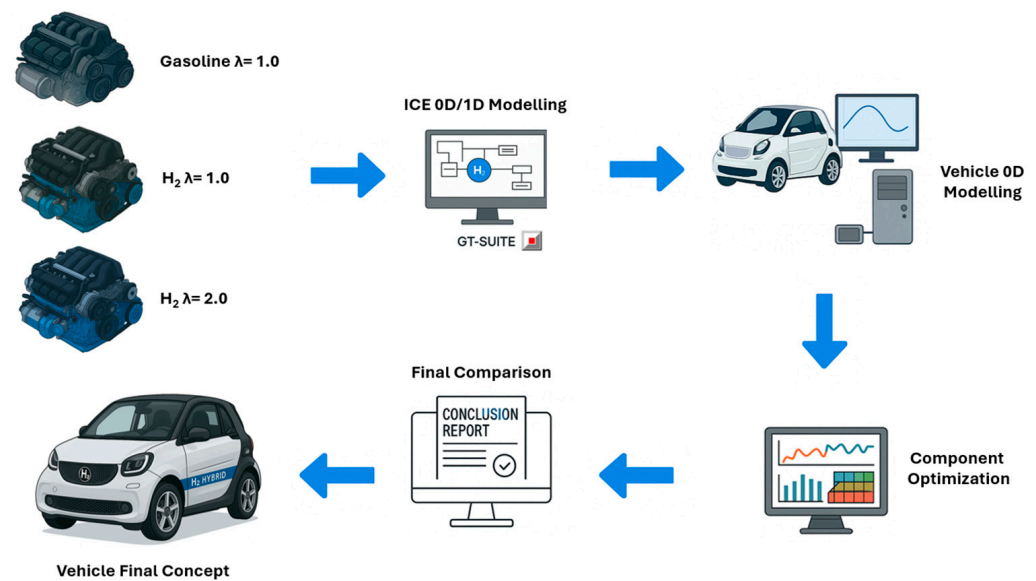 Gasoline λ= 1.0
H₂ λ= 1.0
H₂ λ= 2.0
ICE 0D/1D Modelling
H₂
GT-SUITE
Vehicle 0D
Modelling
Component
Optimization
Final Comparison
CONCLUSION
REPORT
H₂
H₂ HYBRID
Vehicle Final Concept